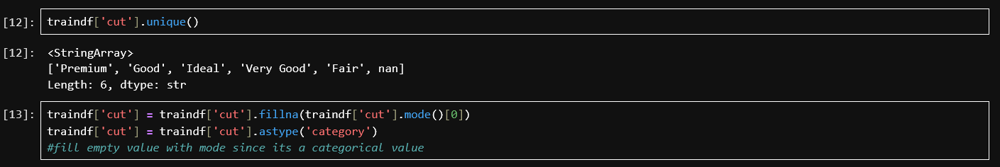 [12]: traindf['cut'].unique()
[12]: <StringArray>
['Premium', 'Good', 'Ideal', 'Very Good', 'Fair', nan]
Length: 6, dtype: str
[13]: traindf['cut'] = traindf['cut'].fillna(traindf['cut'].mode()[0])
traindf['cut'] = traindf['cut'].astype('category')
#fill empty value with mode since its a categorical value